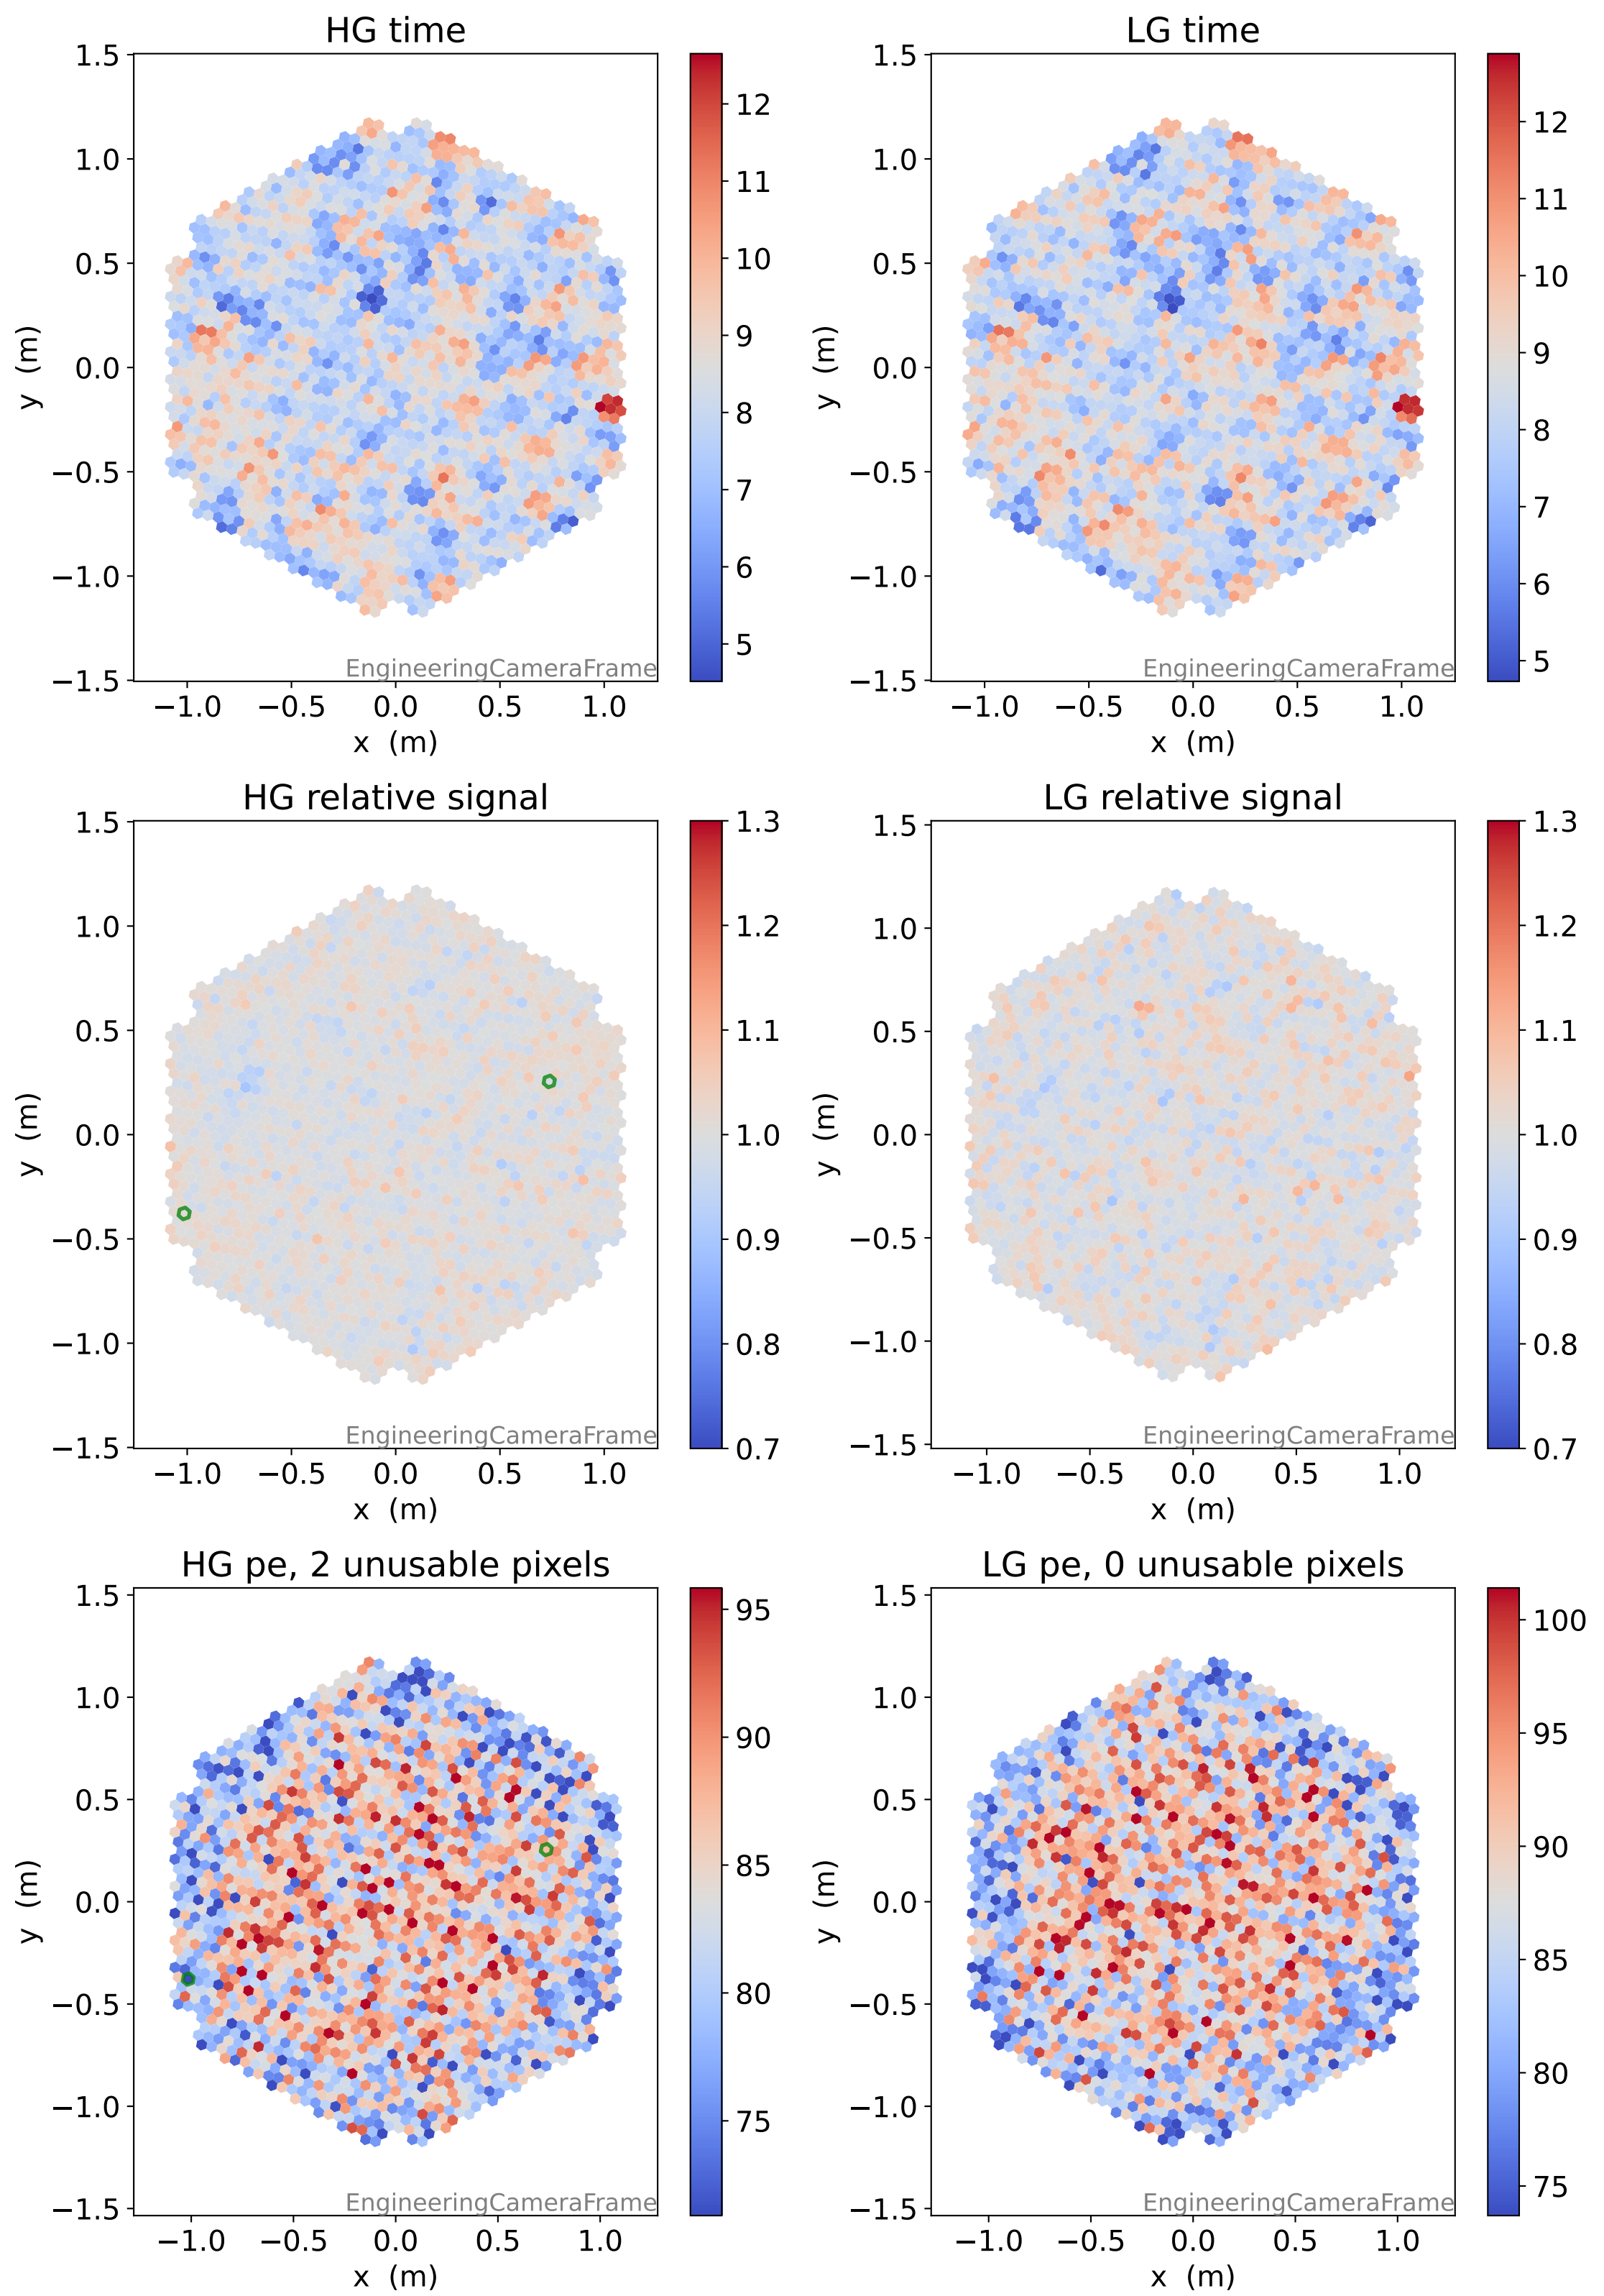 HG time
1.5
1.0
0.5
0.0
−0.5
−1.0
−1.5
y (m)
−1.0 −0.5 0.0 0.5 1.0
x (m)
EngineeringCameraFrame
12
11
10
9
8
7
6
5
LG time
1.5
1.0
0.5
0.0
−0.5
−1.0
−1.5
y (m)
−1.0 −0.5 0.0 0.5 1.0
x (m)
EngineeringCameraFrame
12
11
10
9
8
7
6
5
HG relative signal
1.5
1.0
0.5
0.0
−0.5
−1.0
−1.5
y (m)
−1.0 −0.5 0.0 0.5 1.0
x (m)
EngineeringCameraFrame
1.3
1.2
1.1
1.0
0.9
0.8
0.7
LG relative signal
1.5
1.0
0.5
0.0
−0.5
−1.0
−1.5
y (m)
−1.0 −0.5 0.0 0.5 1.0
x (m)
EngineeringCameraFrame
1.3
1.2
1.1
1.0
0.9
0.8
0.7
HG pe, 2 unusable pixels
1.5
1.0
0.5
0.0
−0.5
−1.0
−1.5
y (m)
−1.0 −0.5 0.0 0.5 1.0
x (m)
EngineeringCameraFrame
95
90
85
80
75
LG pe, 0 unusable pixels
1.5
1.0
0.5
0.0
−0.5
−1.0
−1.5
y (m)
−1.0 −0.5 0.0 0.5 1.0
x (m)
EngineeringCameraFrame
100
95
90
85
80
75